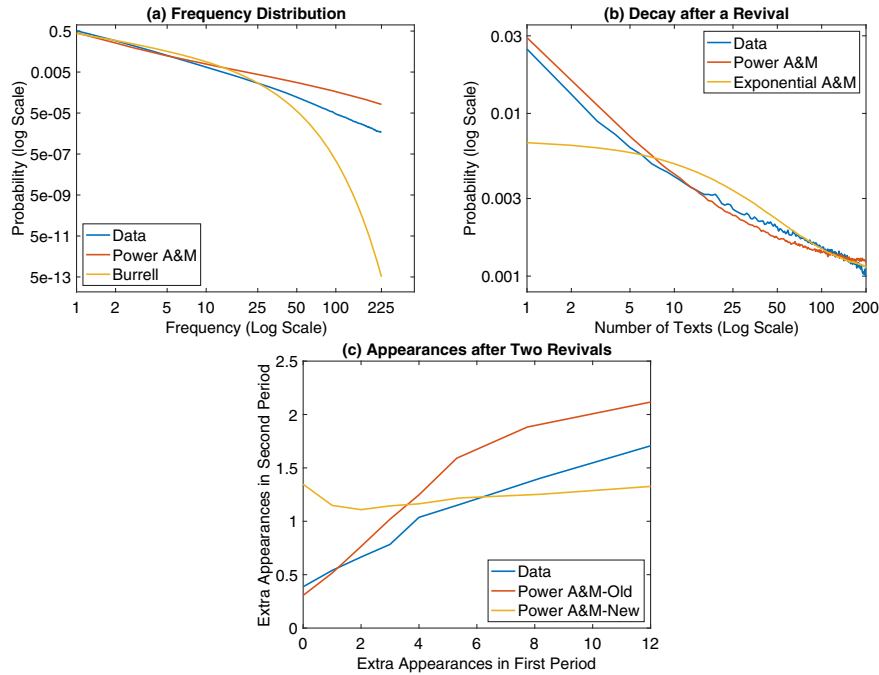 (a) Frequency Distribution
Probability (log Scale)
0.5
0.005
5e-05
5e-07
5e-09
5e-11
5e-13
Data
Power A&M
Burrell
1 2 5 10 25 50 100 225
Frequency (Log Scale)
(b) Decay after a Revival
Probability (log Scale)
0.03
0.01
0.003
0.001
Data
Power A&M
Exponential A&M
1 2 5 10 25 50 100 200
Number of Texts (Log Scale)
(c) Appearances after Two Revivals
Extra Appearances in Second Period
2.5
2
1.5
1
0.5
0
Data
Power A&M-Old
Power A&M-New
0 2 4 6 8 10 12
Extra Appearances in First Period